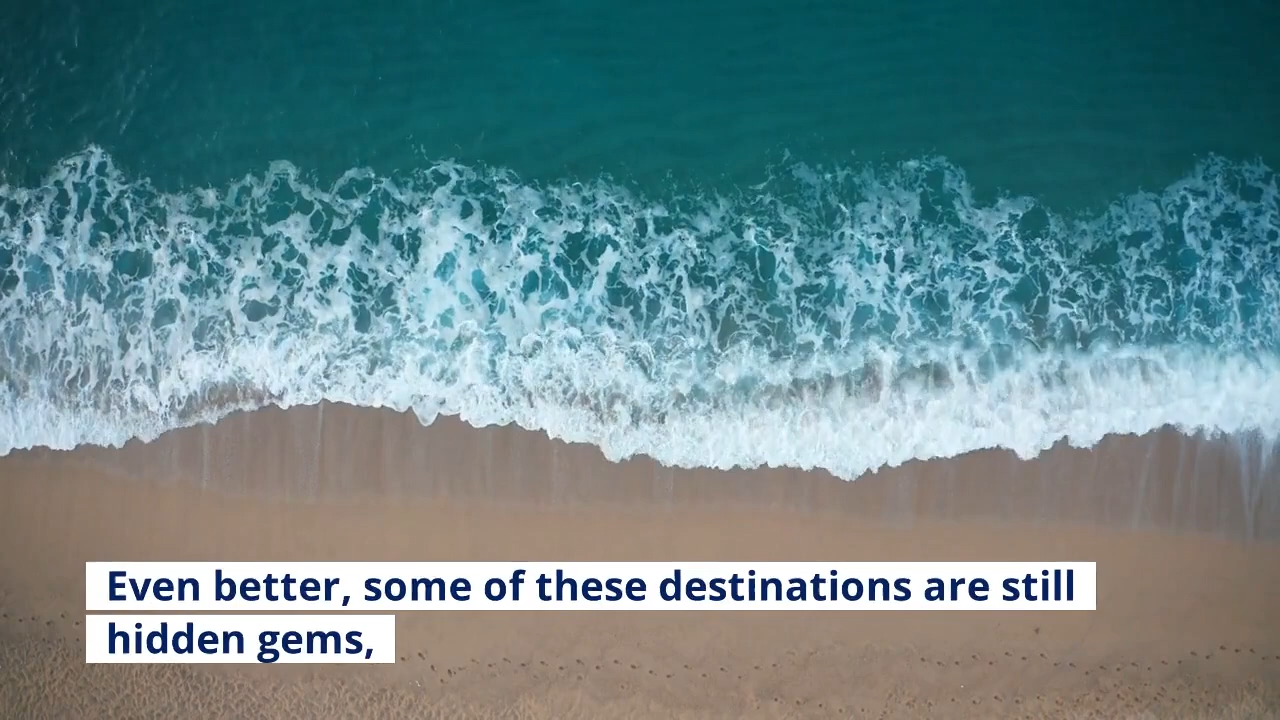 Even better, some of these destinations are still
hidden gems,